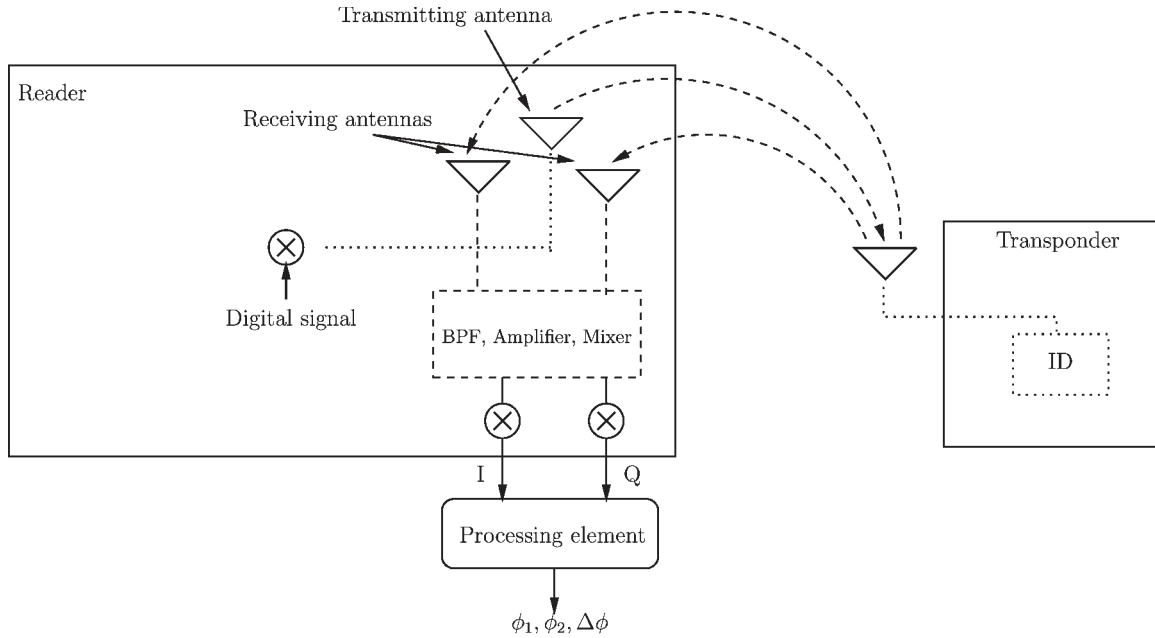 Transmitting antenna
Reader
Receiving antennas
Transponder
Digital signal
BPF, Amplifier, Mixer
ID
I
Q
Processing element
ϕ₁, ϕ₂, Δϕ